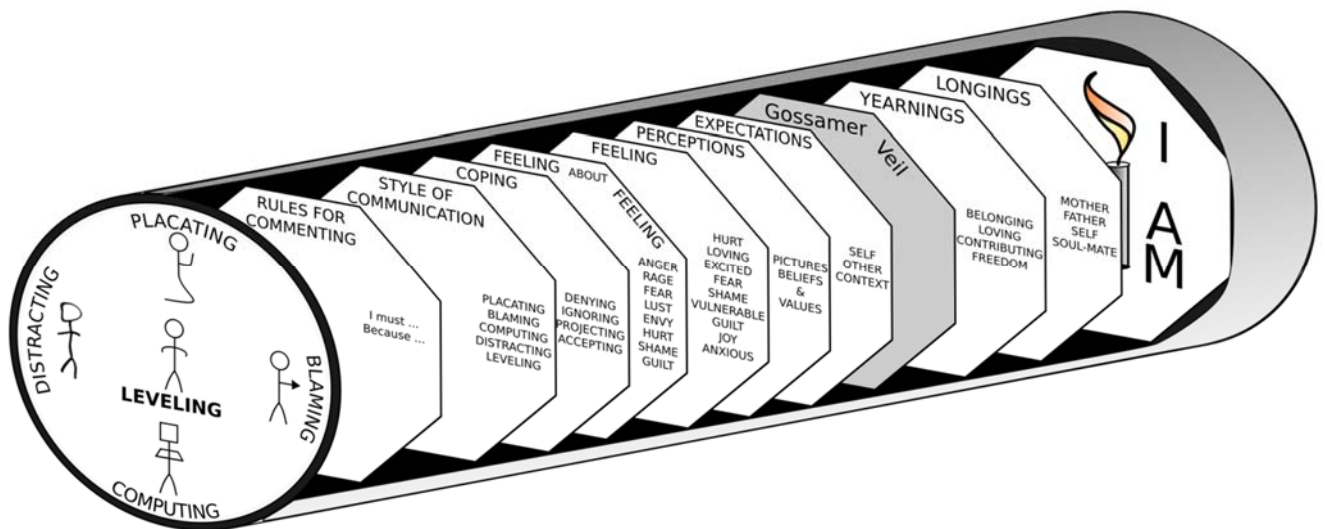 PLACATING
DISTRACTING
LEVELING
BLAMING
COMPUTING
RULES FOR
COMMENTING
I must ...
Because ...
STYLE OF
COMMUNICATION
PLACATING
BLAMING
COMPUTING
DISTRACTING
LEVELING
COPING
DENYING
IGNORING
PROJECTING
ACCEPTING
FEELING
ABOUT
FEELING
ANGER
RAGE
FEAR
LUST
ENVY
HURT
SHAME
GUILT
FEELING
HURT
LOVING
EXCITED
FEAR
SHAME
VULNERABLE
GUILT
JOY
ANXIOUS
PERCEPTIONS
PICTURES
BELIEFS
&
VALUES
EXPECTATIONS
SELF
OTHER
CONTEXT
Gossamer
Veil
YEARNINGS
BELONGING
LOVING
CONTRIBUTING
FREEDOM
LONGINGS
MOTHER
FATHER
SELF
SOUL-MATE
I
AM